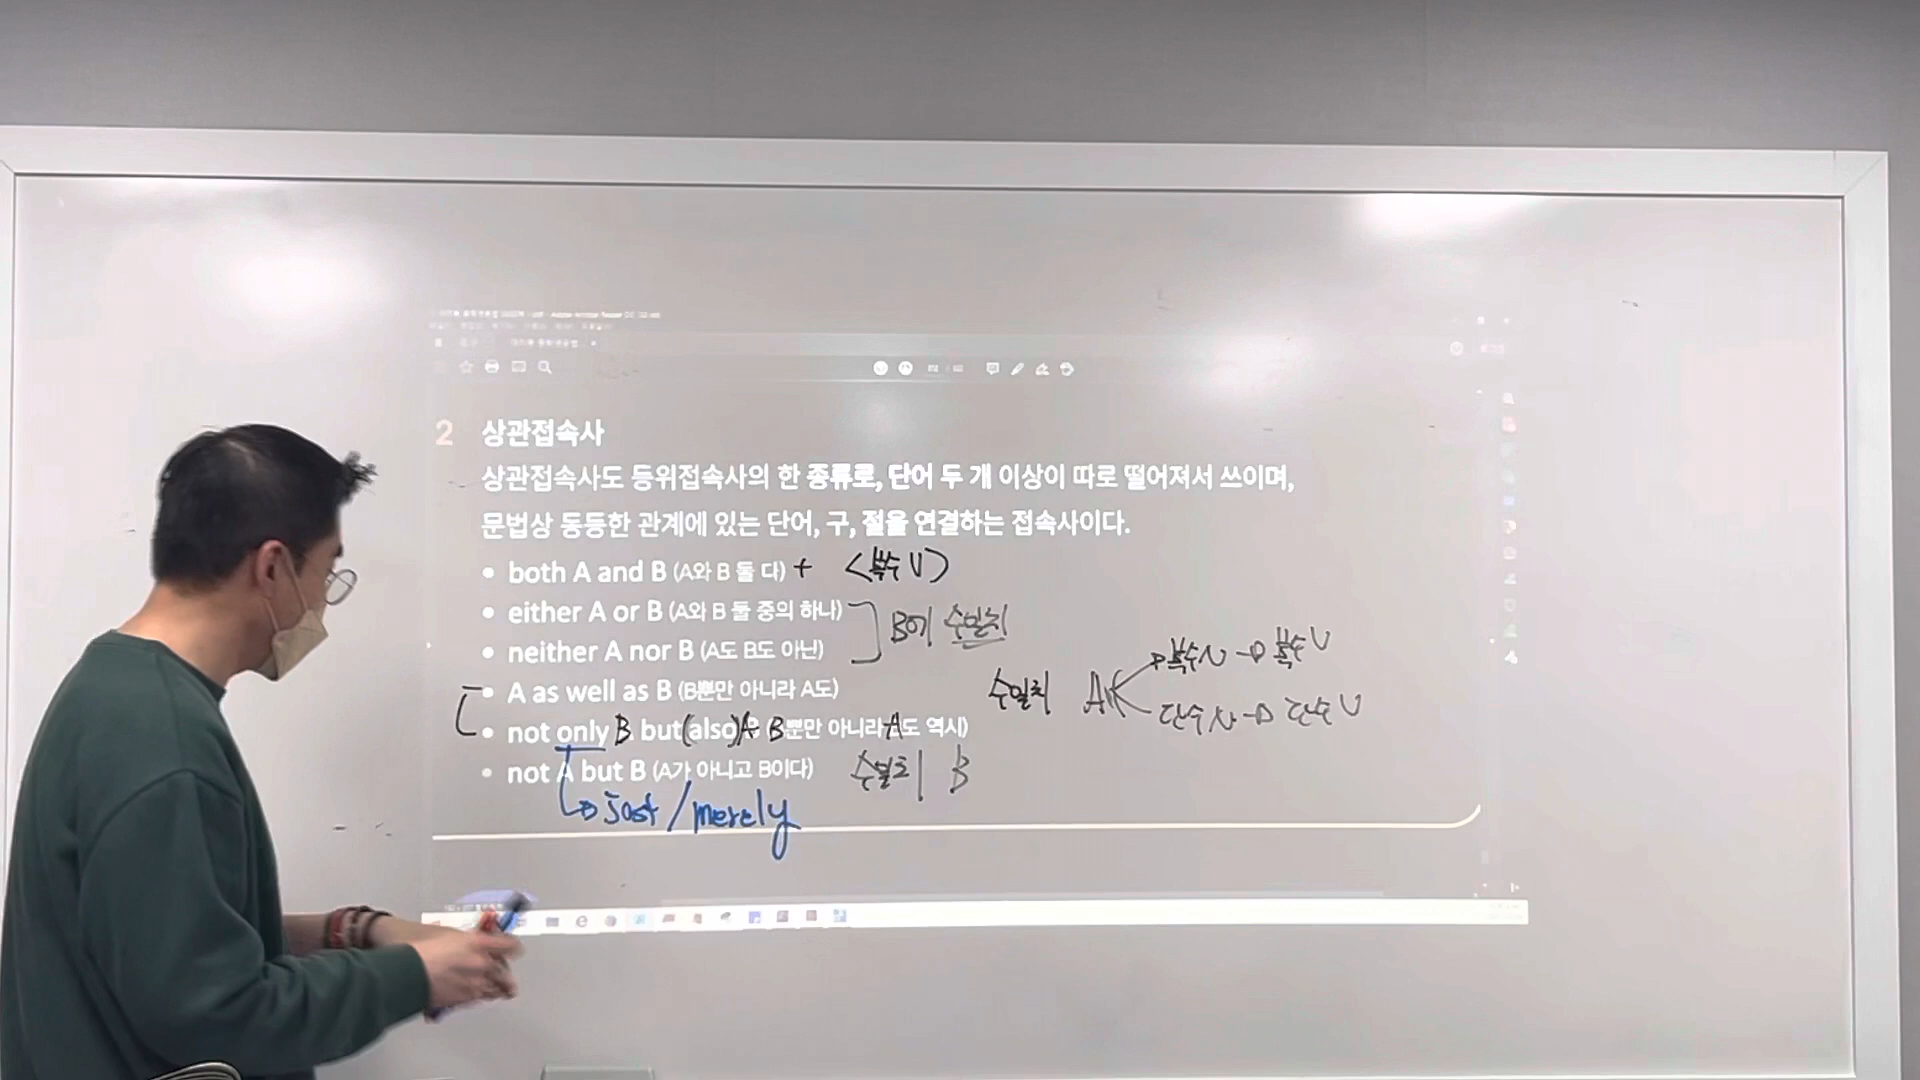 2 상관접속사
상관접속사도 등위접속사의 한 종류로, 단어 두 개 이상이 따로 떨어져서 쓰이며,
문법상 동등한 관계에 있는 단어, 구, 절을 연결하는 접속사이다.
• both A and B (A와 B 둘 다) + <복수 V>
• either A or B (A와 B 둘 중의 하나)
B에 수일치
• neither A nor B (A도 B도 아닌)
• A as well as B (B뿐만 아니라 A도)
수일치 A
복수 N → 복수 V
단수 N → 단수 V
• not only B but (also) A B뿐만 아니라 A도 역시)
• not A but B (A가 아니고 B이다) 수일치 B
just / merely